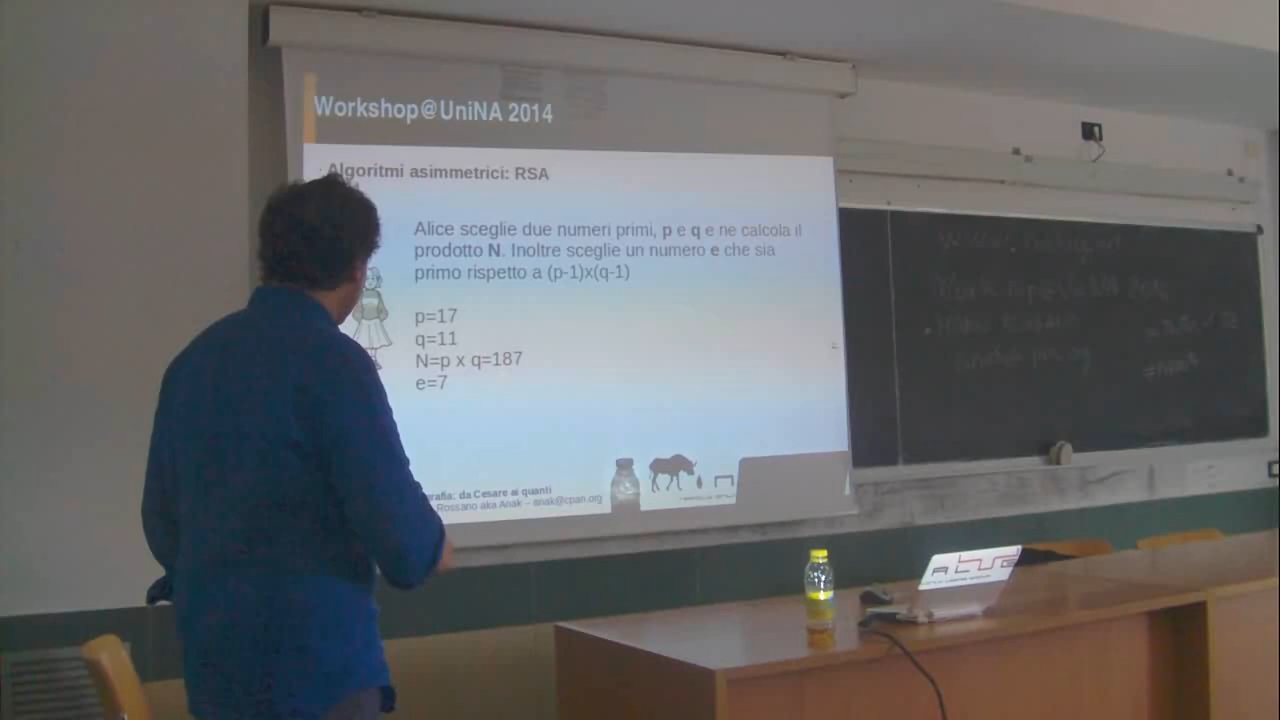 Workshop@UniNA 2014
Algoritmi asimmetrici: RSA
Alice sceglie due numeri primi, p e q e ne calcola il
prodotto N. Inoltre sceglie un numero e che sia
primo rispetto a (p-1)x(q-1)
p=17
q=11
N=p x q=187
e=7
grafia: da Cesare ai quanti
Rossano aka Anak – anak@cpan.org